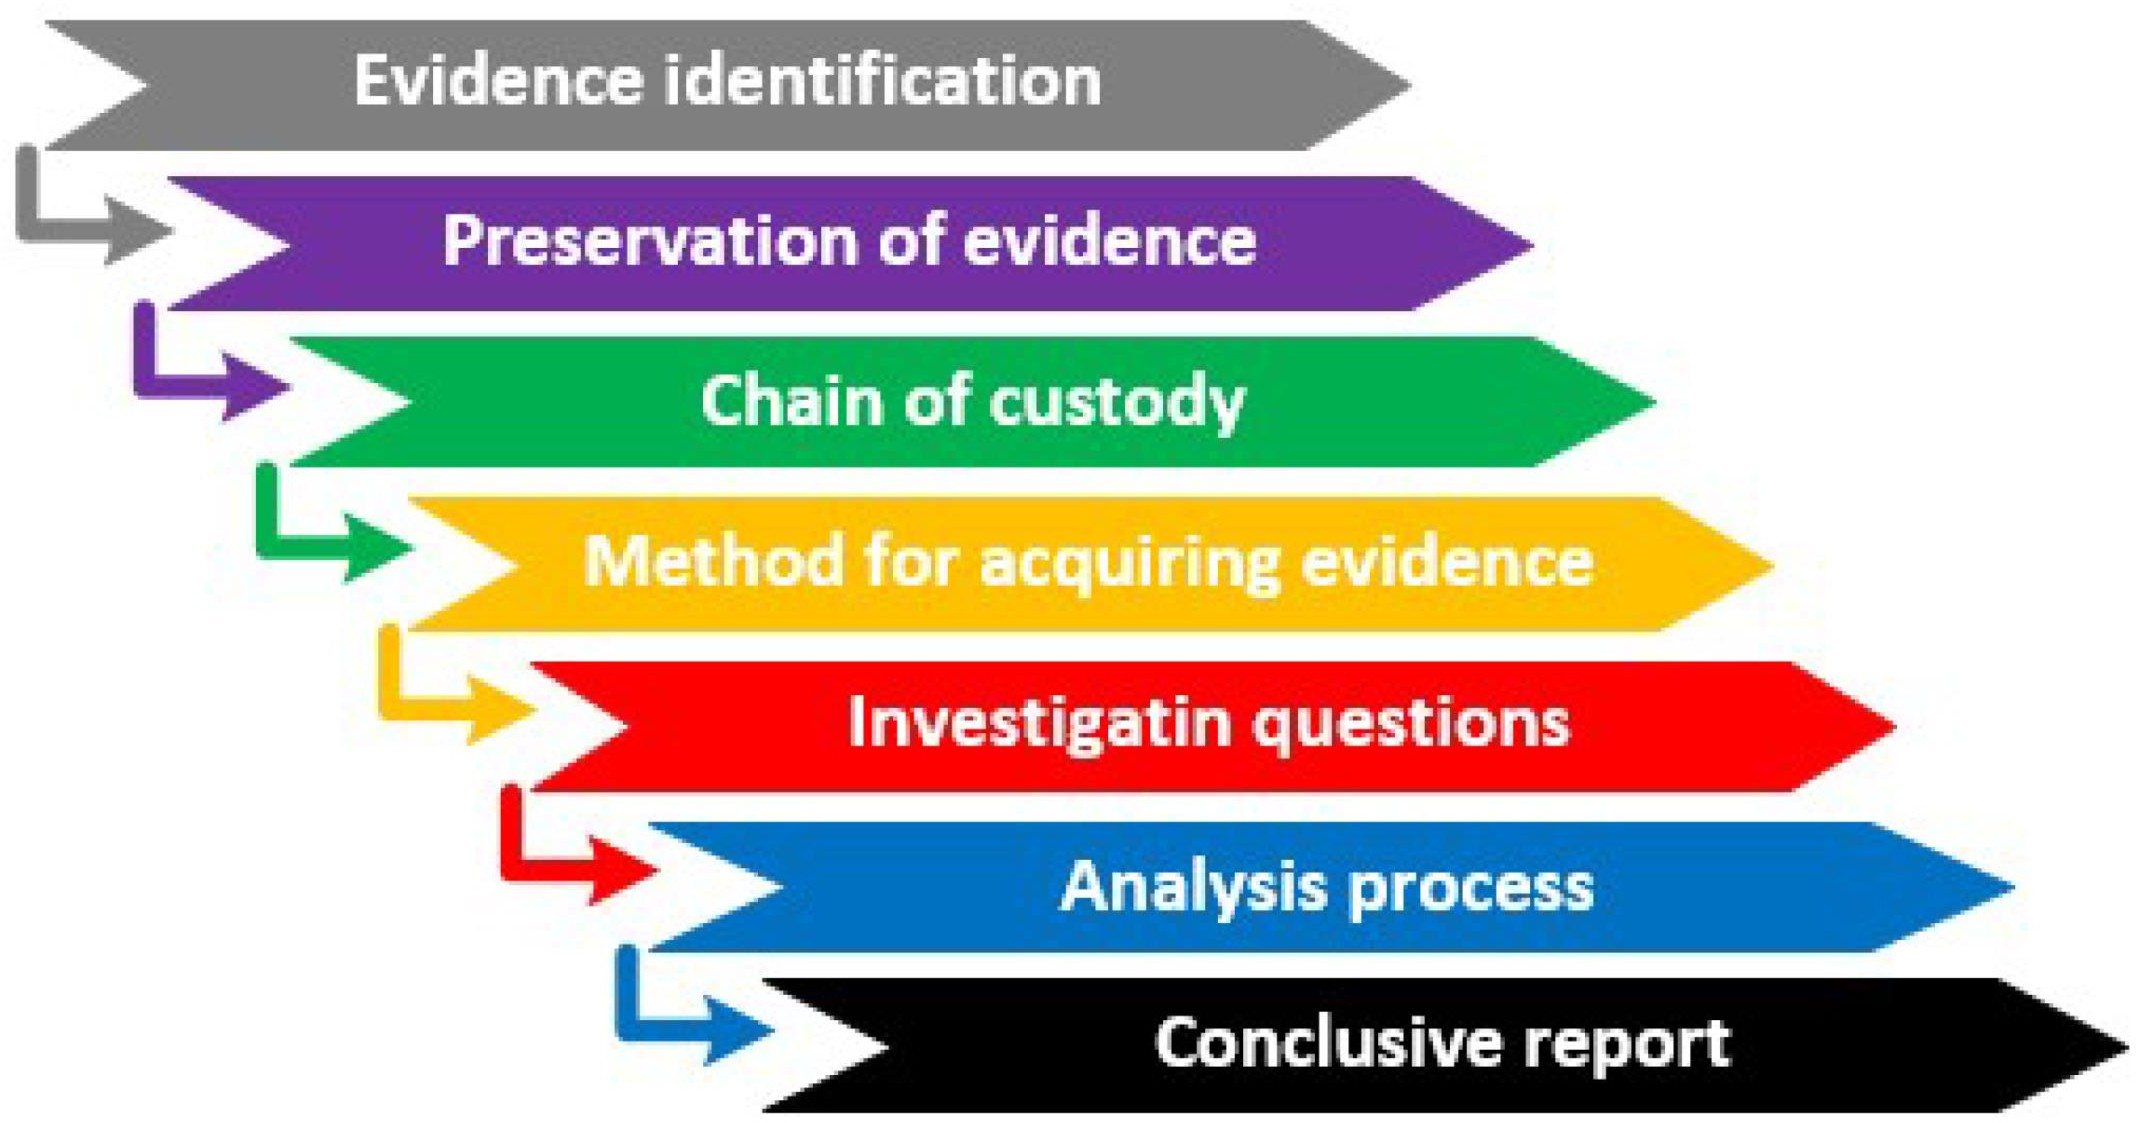 Evidence identification
Preservation of evidence
Chain of custody
Method for acquiring evidence
Investigatin questions
Analysis process
Conclusive report